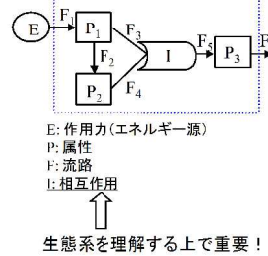 E
F₁
P₁
F₂
P₂
F₃
F₄
I
F₅
P₃
F
E: 作用力(エネルギー源)
P: 属性
F: 流路
I: 相互作用
生態系を理解する上で重要！